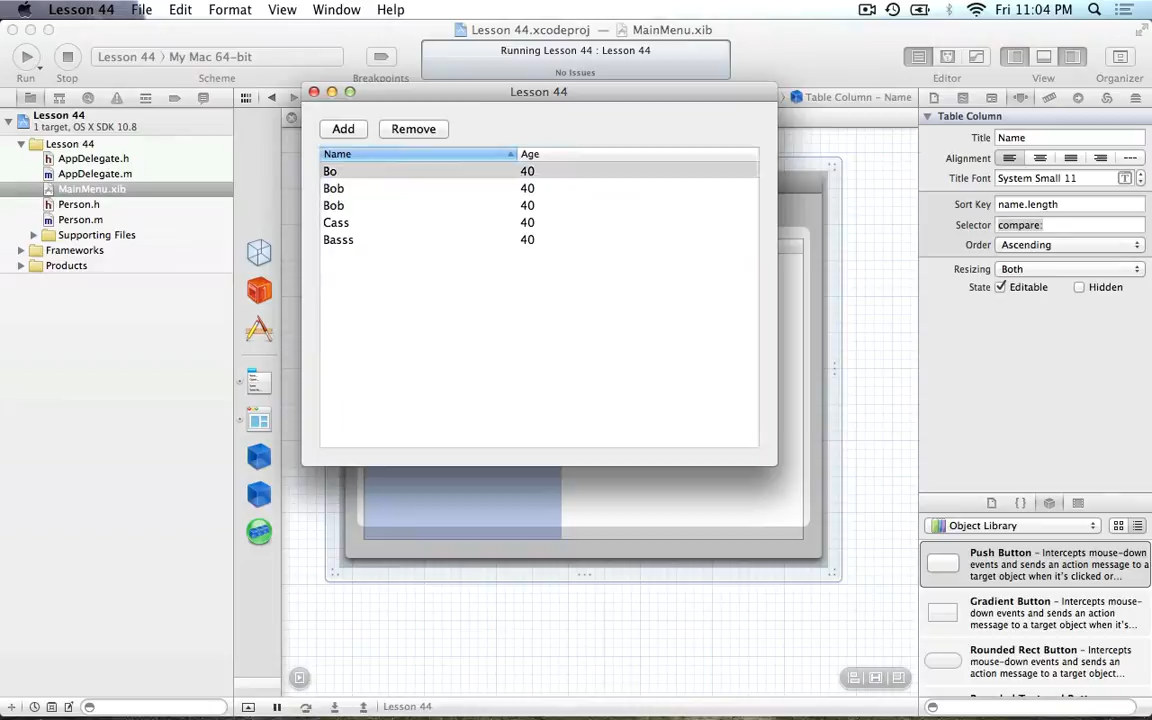 Lesson 44 File Edit Format View Window Help Fri 11:04 PM
Lesson 44.xcodeproj — MainMenu.xib
Lesson 44 〉 My Mac 64-bit
Running Lesson 44 : Lesson 44
No Issues
Run Stop Scheme Breakpoints Editor View Organizer
Lesson 44
Table Column - Name
Lesson 44
1 target, OS X SDK 10.8
Lesson 44
AppDelegate.h
AppDelegate.m
MainMenu.xib
Person.h
Person.m
Supporting Files
Frameworks
Products
Add Remove
Name Age
Bo 40
Bob 40
Bob 40
Cass 40
Basss 40
Table Column
Title Name
Alignment
Title Font System Small 11
Sort Key name.length
Selector compare:
Order Ascending
Resizing Both
State Editable Hidden
Object Library
Push Button – Intercepts mouse-down
events and sends an action message to a
target object when it's clicked or...
Gradient Button – Intercepts mouse-
down events and sends an action
message to a target object when it's...
Rounded Rect Button – Intercepts
mouse-down events and sends an
action message to a target object...
Lesson 44